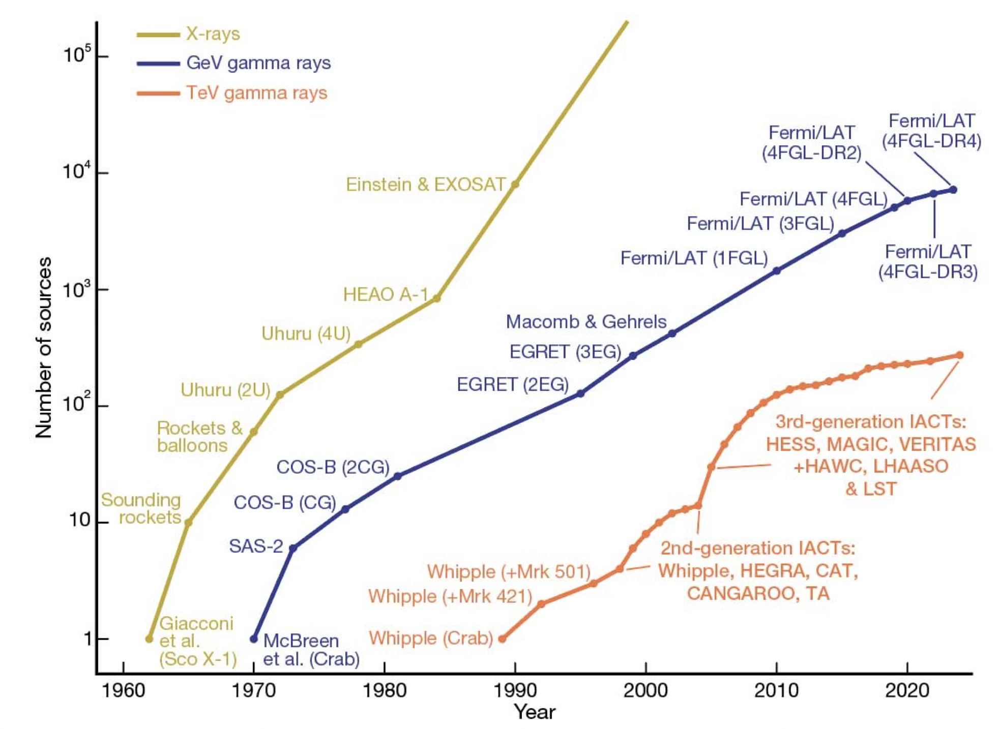 X-rays
GeV gamma rays
TeV gamma rays
10⁵
10⁴
10³
10²
10
1
Number of sources
Einstein & EXOSAT
HEAO A-1
Uhuru (4U)
Uhuru (2U)
Rockets &
balloons
Sounding
rockets
Giacconi
et al.
(Sco X-1)
Fermi/LAT
(4FGL-DR4)
Fermi/LAT
(4FGL-DR2)
Fermi/LAT (4FGL)
Fermi/LAT (3FGL)
Fermi/LAT
(4FGL-DR3)
Fermi/LAT (1FGL)
Macomb & Gehrels
EGRET (3EG)
EGRET (2EG)
COS-B (2CG)
COS-B (CG)
SAS-2
McBreen
et al. (Crab)
3rd-generation IACTs:
HESS, MAGIC, VERITAS
+HAWC, LHAASO
& LST
2nd-generation IACTs:
Whipple, HEGRA, CAT,
CANGAROO, TA
Whipple (+Mrk 501)
Whipple (+Mrk 421)
Whipple (Crab)
1960 1970 1980 1990 2000 2010 2020
Year